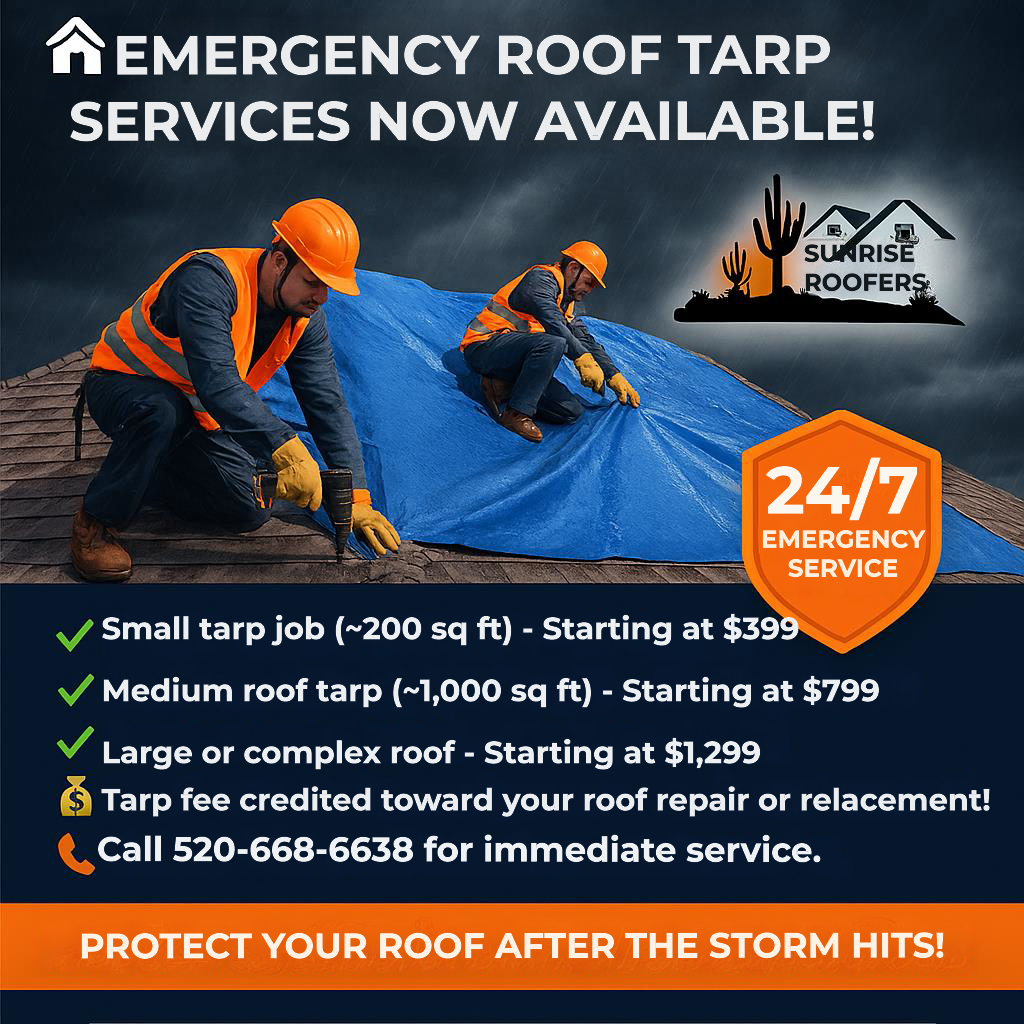 EMERGENCY ROOF TARP
SERVICES NOW AVAILABLE!
SUNRISE
ROOFERS
24/7
EMERGENCY
SERVICE
Small tarp job (~200 sq ft) - Starting at $399
Medium roof tarp (~1,000 sq ft) - Starting at $799
Large or complex roof - Starting at $1,299
$ Tarp fee credited toward your roof repair or relacement!
Call 520-668-6638 for immediate service.
PROTECT YOUR ROOF AFTER THE STORM HITS!